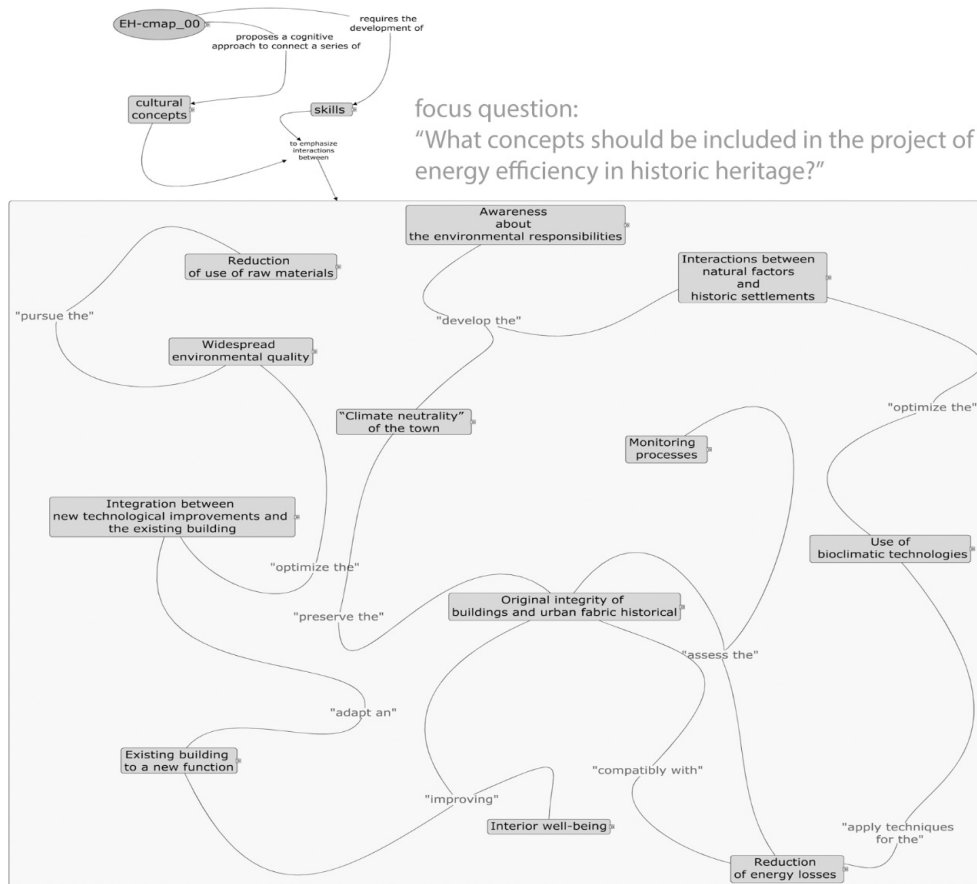 EH-cmap_00
requires the
development of
proposes a cognitive
approach to connect a series of
cultural
concepts
skills
to emphasize
interactions
between
focus question:
“What concepts should be included in the project of
energy efficiency in historic heritage?”
Awareness
about
the environmental responsibilities
Reduction
of use of raw materials
Interactions between
natural factors
and
historic settlements
"pursue the"
"develop the"
Widespread
environmental quality
"optimize the"
“Climate neutrality”
of the town
Monitoring
processes
Integration between
new technological improvements and
the existing building
Use of
bioclimatic technologies
"optimize the"
Original integrity of
buildings and urban fabric historical
"preserve the"
"assess the"
"adapt an"
Existing building
to a new function
"compatibly with"
"improving"
Interior well-being
"apply techniques
for the"
Reduction
of energy losses